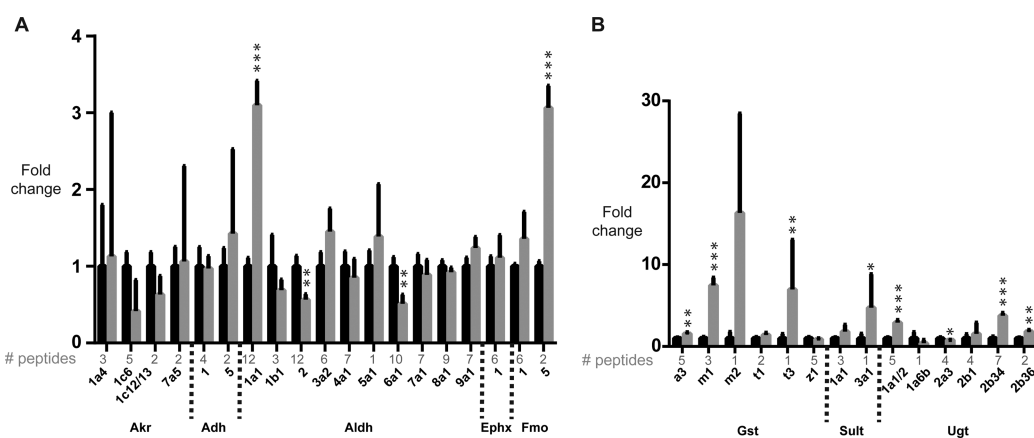 A
4
3
2
1
0
Fold
change
***
**
**
***
# peptides 3 5 2 2 4 2 12 3 12 6 7 1 10 7 9 7 6 6 2
1a4 1c6 1c12/13 7a5 1 5 1a1 1b1 2 3a2 4a1 5a1 6a1 7a1 8a1 9a1 1 1 5
Akr Adh Aldh Ephx Fmo
B
30
20
10
0
Fold
change
**
***
**
*
***
*
***
**
# peptides 5 3 1 2 1 5 3 1 5 1 4 4 7 2
a3 m1 m2 t1 t3 z1 1a1 3a1 1a1/2 1a6b 2a3 2b1 2b34 2b36
Gst Sult Ugt